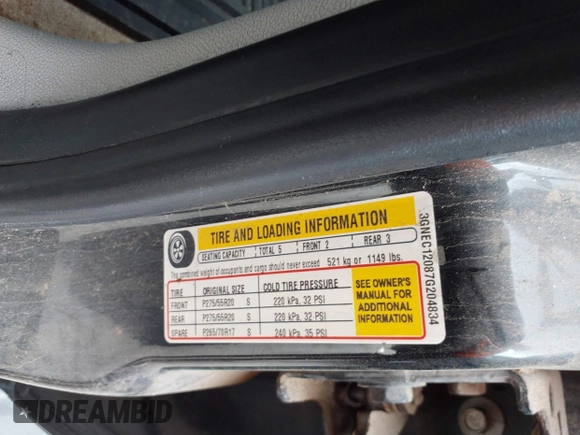 TIRE AND LOADING INFORMATION
SEATING CAPACITY TOTAL 5 FRONT 2 REAR 3
The combined weight of occupants and cargo should never exceed 521 kg or 1149 lbs.
TIRE ORIGINAL SIZE COLD TIRE PRESSURE
FRONT P275/55R20 S 220 kPa, 32 PSI
REAR P275/55R20 S 220 kPa, 32 PSI
SPARE P265/70R17 S 240 kPa, 35 PSI
SEE OWNER'S
MANUAL FOR
ADDITIONAL
INFORMATION
3GNEC12087G204834
DREAMBID